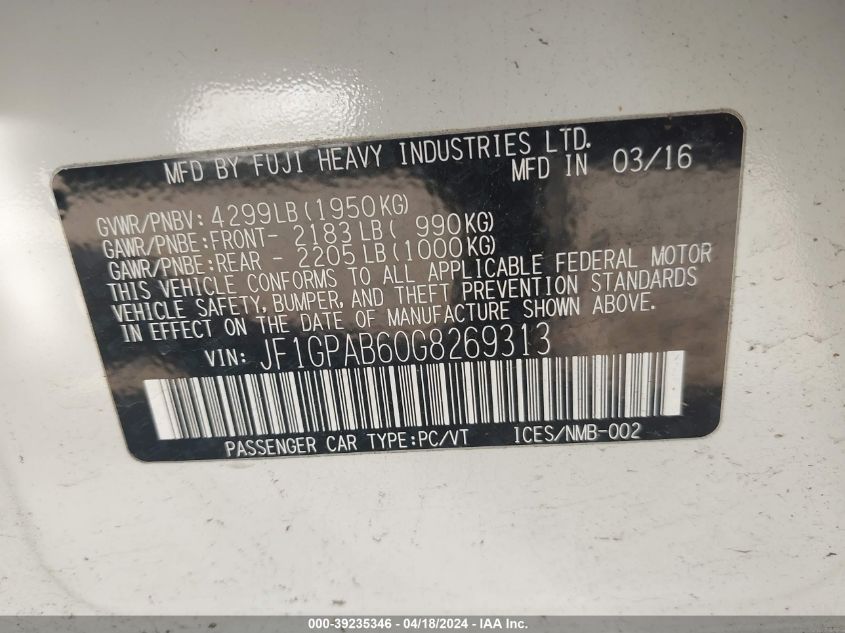 MFD BY FUJI HEAVY INDUSTRIES LTD.
MFD IN 03/16
GVWR/PNBV: 4299LB(1950KG)
GAWR/PNBE:FRONT- 2183LB( 990KG)
GAWR/PNBE:REAR - 2205LB(1000KG)
THIS VEHICLE CONFORMS TO ALL APPLICABLE FEDERAL MOTOR
VEHICLE SAFETY, BUMPER, AND THEFT PREVENTION STANDARDS
IN EFFECT ON THE DATE OF MANUFACTURE SHOWN ABOVE.
VIN: JF1GPAB60G8269313
PASSENGER CAR TYPE:PC/VT ICES/NMB-002
000-39235346 - 04/18/2024 - IAA Inc.